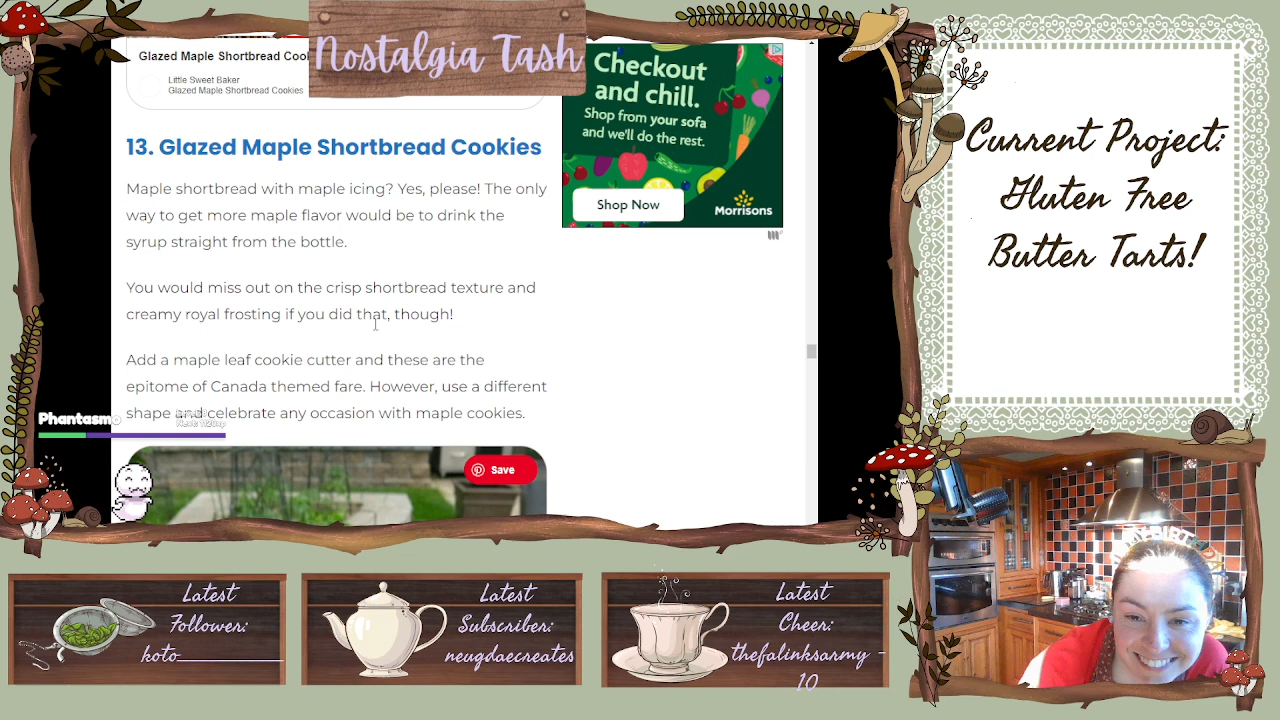 Nostalgia Tash
Glazed Maple Shortbread Coo
Little Sweet Baker
Glazed Maple Shortbread Cookies
13. Glazed Maple Shortbread Cookies
Maple shortbread with maple icing? Yes, please! The only
way to get more maple flavor would be to drink the
syrup straight from the bottle.
You would miss out on the crisp shortbread texture and
creamy royal frosting if you did that, though!
Add a maple leaf cookie cutter and these are the
epitome of Canada themed fare. However, use a different
shape and celebrate any occasion with maple cookies.
Save
Checkout
and chill.
Shop from your sofa
and we'll do the rest.
Shop Now
Morrisons
Phantasmo
Current Project:
Gluten Free
Butter Tarts!
Latest
Follower:
koto__________
Latest
Subscriber:
neugdaecreates
Latest
Cheer:
thefalinksarmy -
10